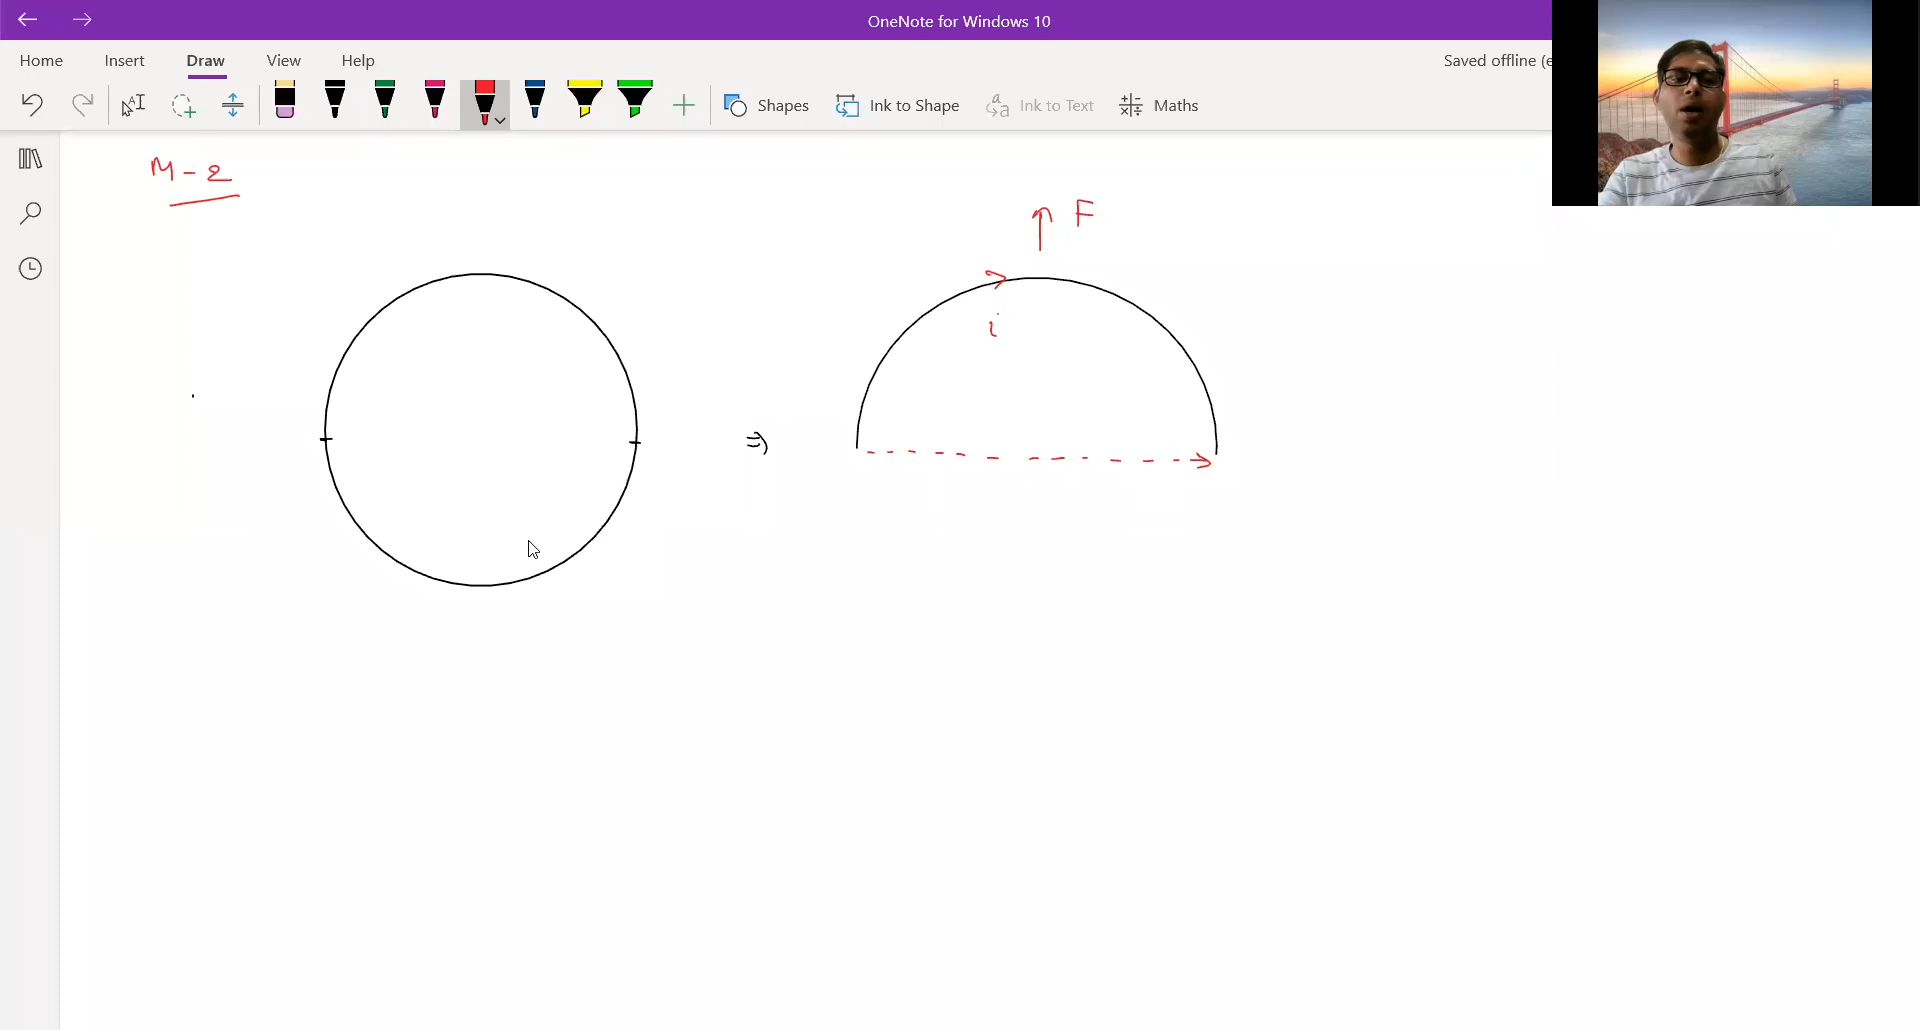 OneNote for Windows 10
Home Insert Draw View Help Saved offline (e
Shapes Ink to Shape Ink to Text Maths
M-2
F
i
⇒